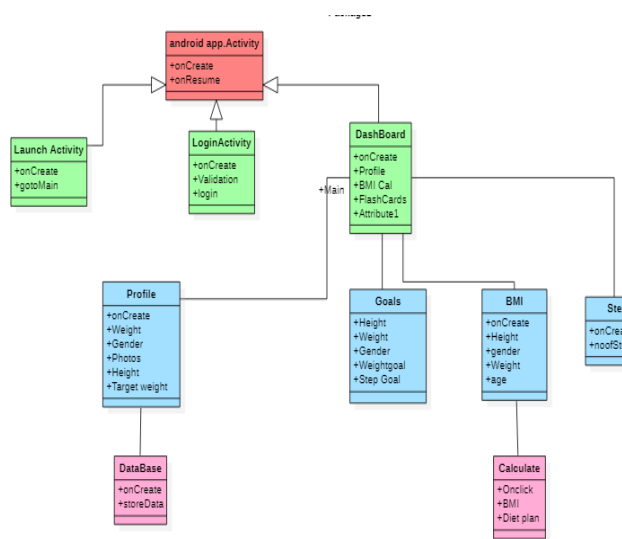 android app.Activity
+onCreate
+onResume
Launch Activity
+onCreate
+gotoMain
LoginActivity
+onCreate
+Validation
+login
DashBoard
+onCreate
+Profile
+BMI Cal
+FlashCards
+Attribute1
+Main
Profile
+onCreate
+Weight
+Gender
+Photos
+Height
+Target weight
Goals
+Height
+Weight
+Gender
+Weightgoal
+Step Goal
BMI
+onCreate
+Height
+gender
+Weight
+age
DataBase
+onCreate
+storeData
Calculate
+Onclick
+BMI
+Diet plan